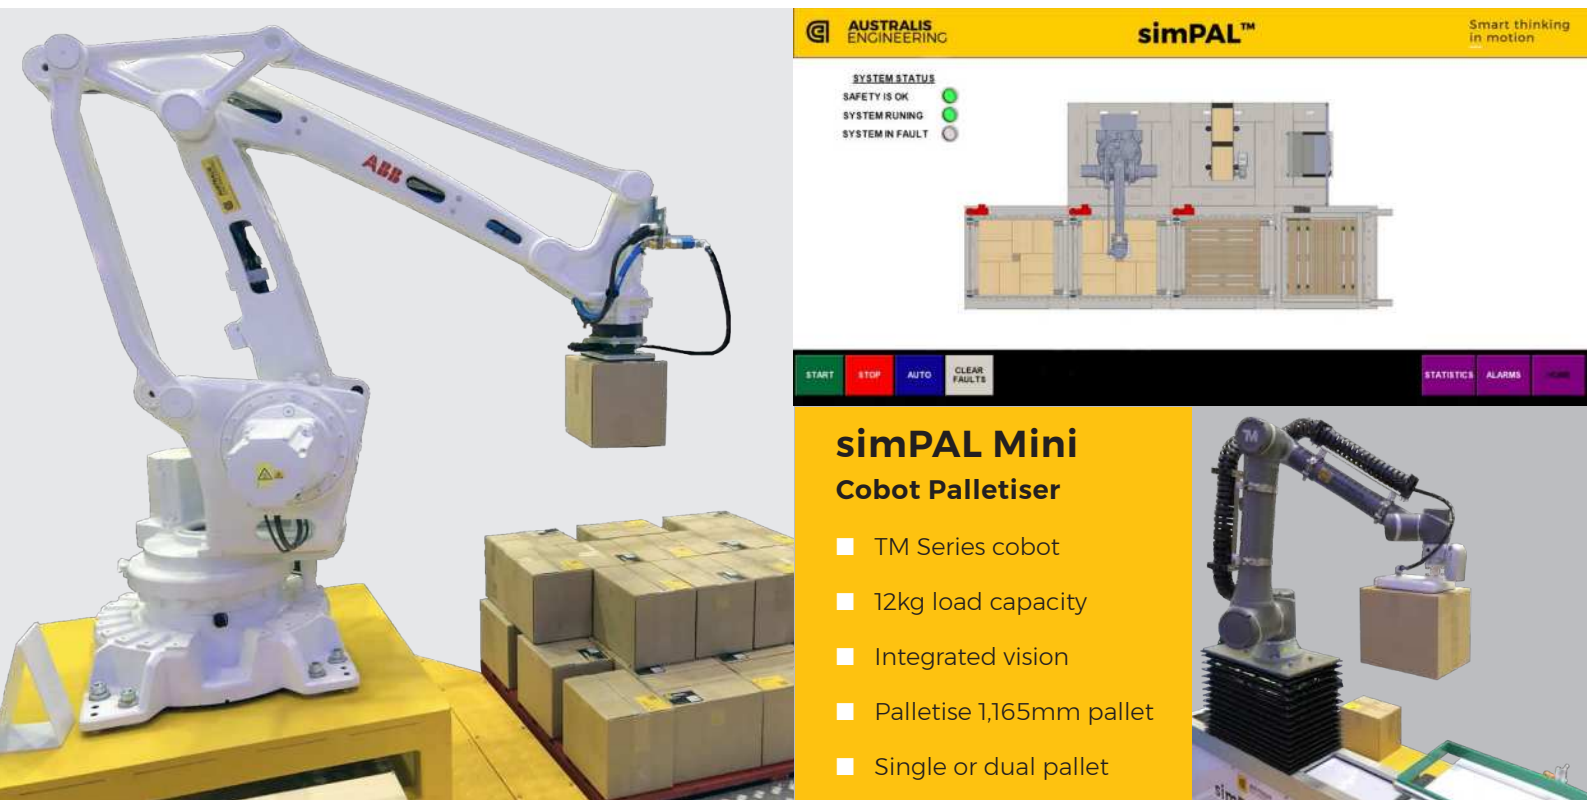 ABB
AUSTRALIS
ENGINEERING
simPAL™
Smart thinking
in motion
SYSTEM STATUS
SAFETY IS OK
SYSTEM RUNING
SYSTEM IN FAULT
START
STOP
AUTO
CLEAR
FAULTS
STATISTICS
ALARMS
HOME
simPAL Mini
Cobot Palletiser
TM Series cobot
12kg load capacity
Integrated vision
Palletise 1,165mm pallet
Single or dual pallet
TM
simPAL